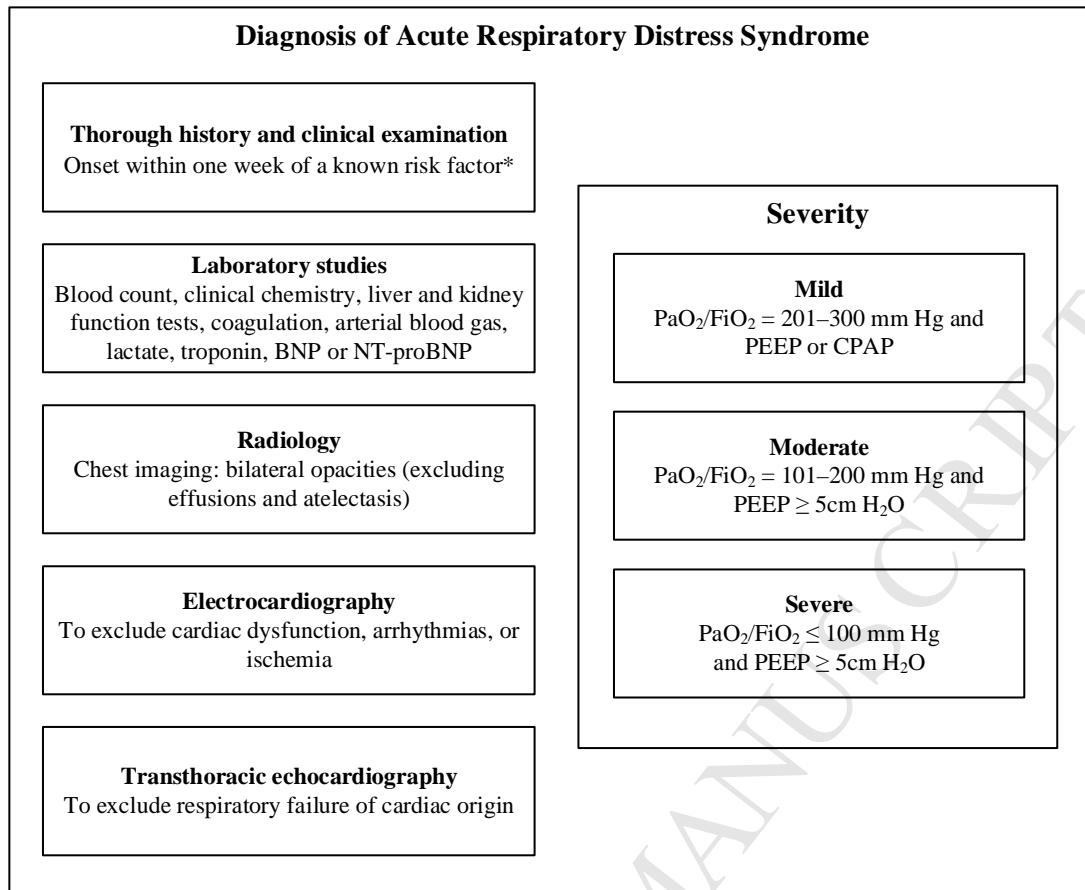 Diagnosis of Acute Respiratory Distress Syndrome
Thorough history and clinical examination
Onset within one week of a known risk factor*
Laboratory studies
Blood count, clinical chemistry, liver and kidney
function tests, coagulation, arterial blood gas,
lactate, troponin, BNP or NT-proBNP
Radiology
Chest imaging: bilateral opacities (excluding
effusions and atelectasis)
Electrocardiography
To exclude cardiac dysfunction, arrhythmias, or
ischemia
Transthoracic echocardiography
To exclude respiratory failure of cardiac origin
Severity
Mild
PaO₂/FiO₂ = 201–300 mm Hg and
PEEP or CPAP
Moderate
PaO₂/FiO₂ = 101–200 mm Hg and
PEEP ≥ 5cm H₂O
Severe
PaO₂/FiO₂ ≤ 100 mm Hg
and PEEP ≥ 5cm H₂O
MANUSCRIPT